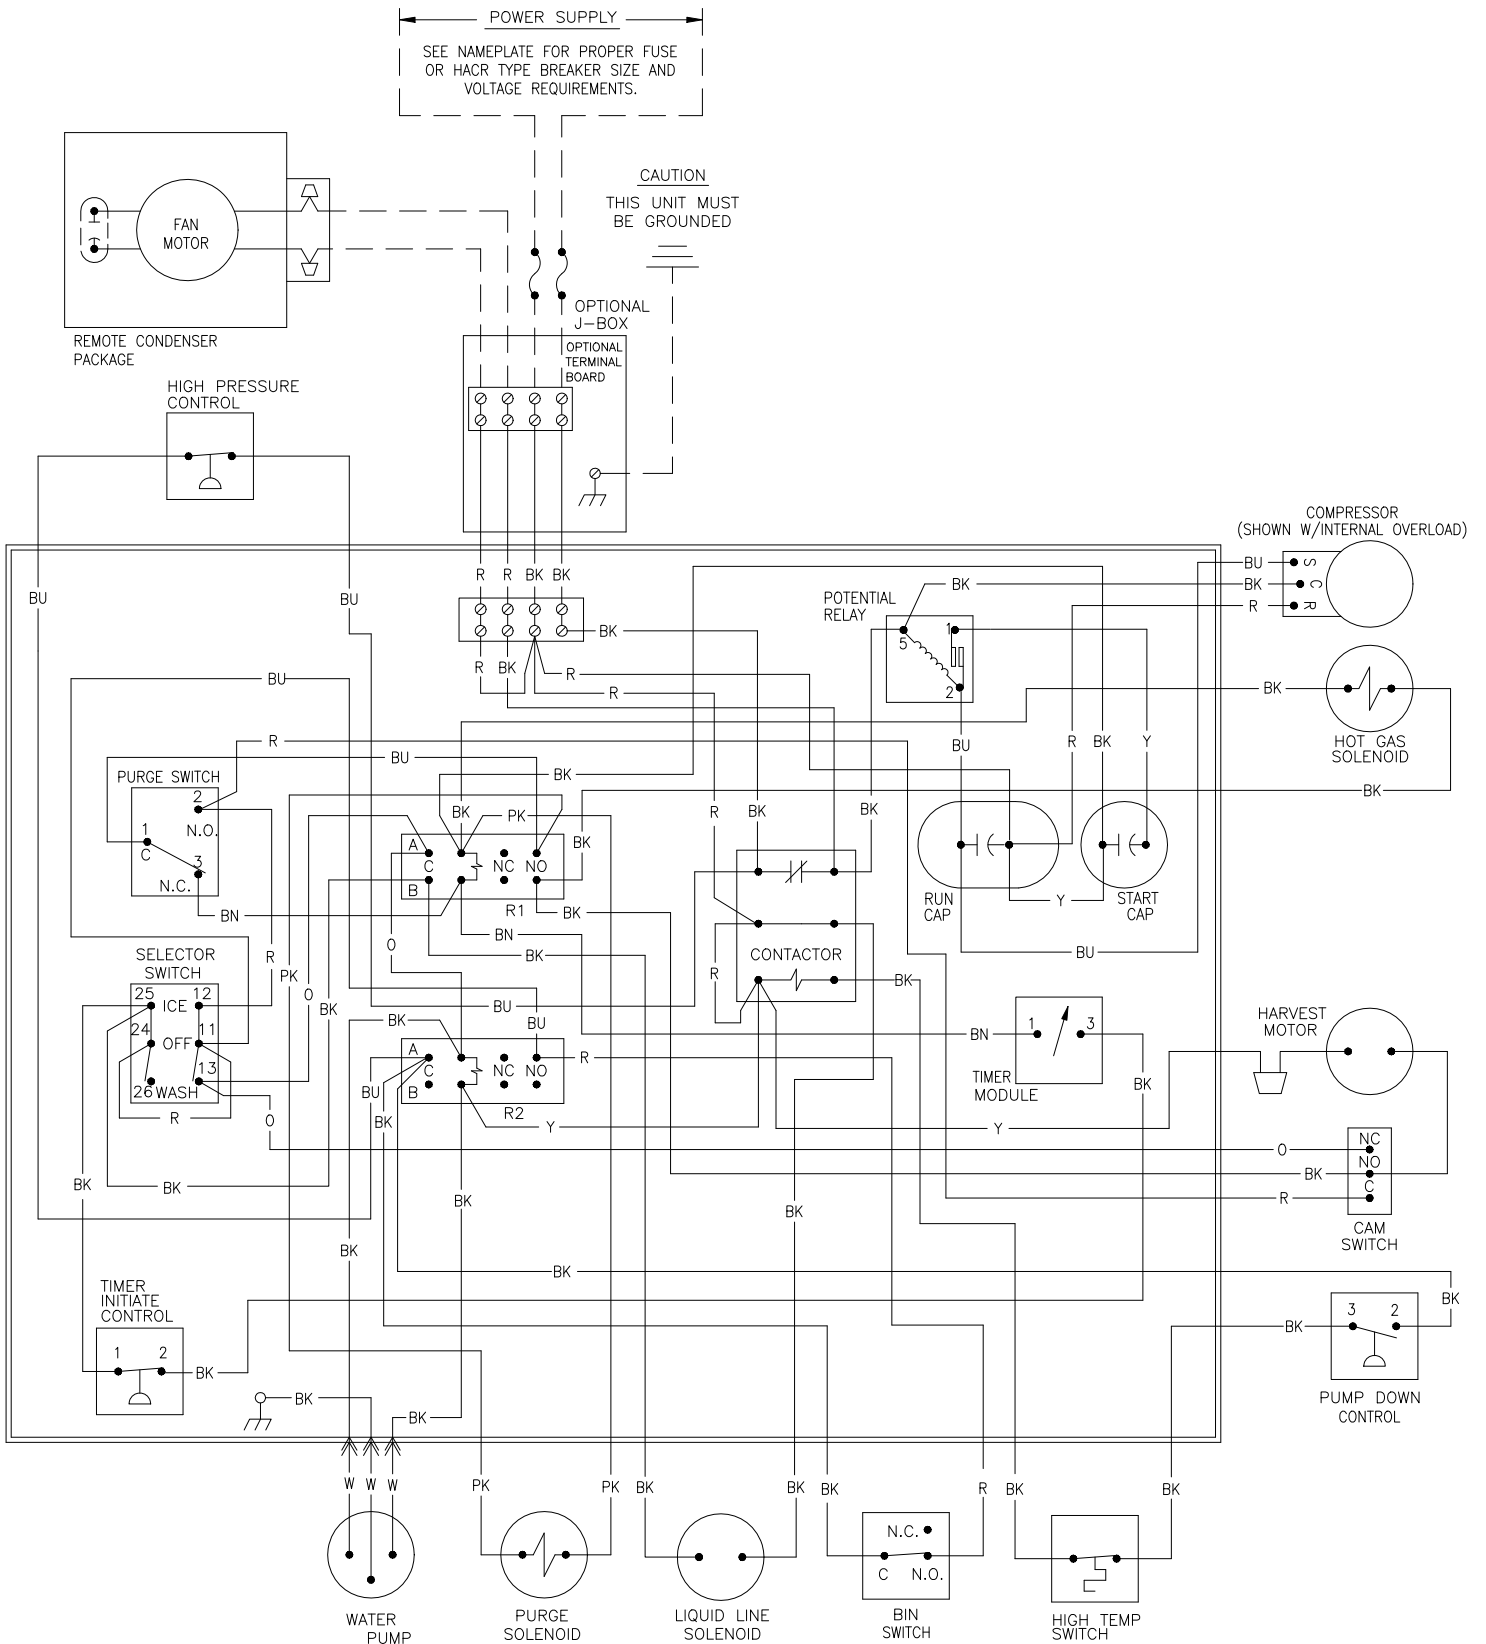 POWER SUPPLY
SEE NAMEPLATE FOR PROPER FUSE
OR HACR TYPE BREAKER SIZE AND
VOLTAGE REQUIREMENTS.
CAUTION
THIS UNIT MUST
BE GROUNDED
FAN
MOTOR
REMOTE CONDENSER
PACKAGE
OPTIONAL
J-BOX
OPTIONAL
TERMINAL
BOARD
HIGH PRESSURE
CONTROL
COMPRESSOR
(SHOWN W/INTERNAL OVERLOAD)
S
C
R
BU
BK
R
R R BK BK
BU
BU
POTENTIAL
RELAY
BK
5
1
2
BK
R
BK
R
R
BU
BK
HOT GAS
SOLENOID
R
BU
BK
BU
R
BK
Y
BK
PURGE SWITCH
2
N.O.
1
C
3
N.C.
BN
BK
PK
BK
R
BK
BK
A
C
B
NC
NO
R1
BK
BN
BK
RUN
CAP
START
CAP
Y
BU
CONTACTOR
R
BK
SELECTOR
SWITCH
25
12
ICE
24
11
OFF
13
26
WASH
R
R
O
PK
O
BK
O
BK
BU
BU
A
C
B
NC
NO
R2
R
BU
BK
Y
BN
1
3
TIMER
MODULE
BK
HARVEST
MOTOR
Y
O
BK
R
NC
NO
C
CAM
SWITCH
BK
BK
BK
BK
BK
BK
TIMER
INITIATE
CONTROL
1
2
BK
BK
BK
BK
BK
3
2
PUMP DOWN
CONTROL
W
W
W
PK
PK
BK
BK
BK
R
BK
BK
WATER
PUMP
PURGE
SOLENOID
LIQUID LINE
SOLENOID
N.C.
C
N.O.
BIN
SWITCH
HIGH TEMP
SWITCH